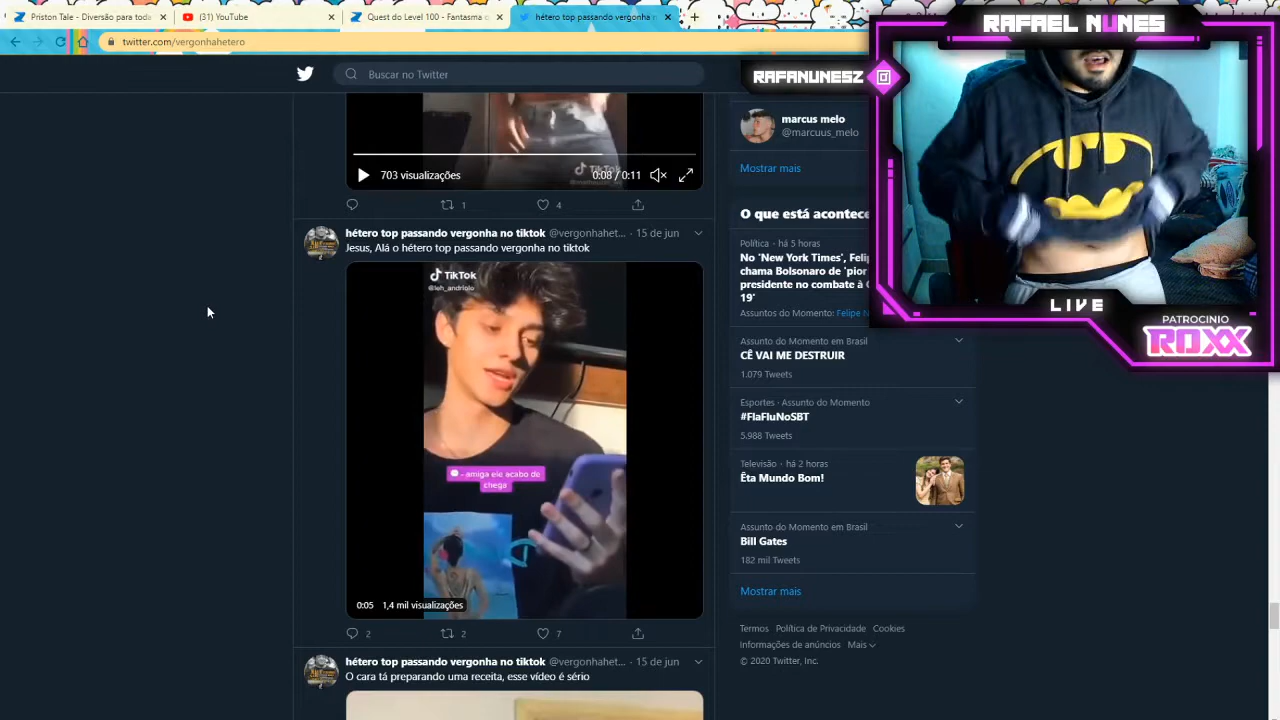 Priston Tale - Diversão para toda
(31) YouTube
Quest do Level 100 - Fantasma
hétero top passando vergonha
twitter.com/vergonhahetero
Buscar no Twitter
RAFAEL NUNES
RAFANUNESZ
LIVE
PATROCINIO
ROXX
TikTok
703 visualizações
0:08 / 0:11
1
4
hétero top passando vergonha no tiktok @vergonhahet... · 15 de jun
Jesus, Alá o hétero top passando vergonha no tiktok
TikTok
@leh_andriolo
- amiga ele acabo de
chega
0:05 1,4 mil visualizações
2
2
7
hétero top passando vergonha no tiktok @vergonhahet... · 15 de jun
O cara tá preparando uma receita, esse vídeo é sério
marcus melo
@marcuus_melo
Mostrar mais
O que está acontece
Política · há 5 horas
No 'New York Times', Felip
chama Bolsonaro de 'pior
presidente no combate à C
19'
Assuntos do Momento: Felipe N
Assunto do Momento em Brasil
CÊ VAI ME DESTRUIR
1.079 Tweets
Esportes · Assunto do Momento
#FlaFluNoSBT
5.988 Tweets
Televisão · há 2 horas
Êta Mundo Bom!
Assunto do Momento em Brasil
Bill Gates
182 mil Tweets
Mostrar mais
Termos Política de Privacidade Cookies
Informações de anúncios Mais
© 2020 Twitter, Inc.